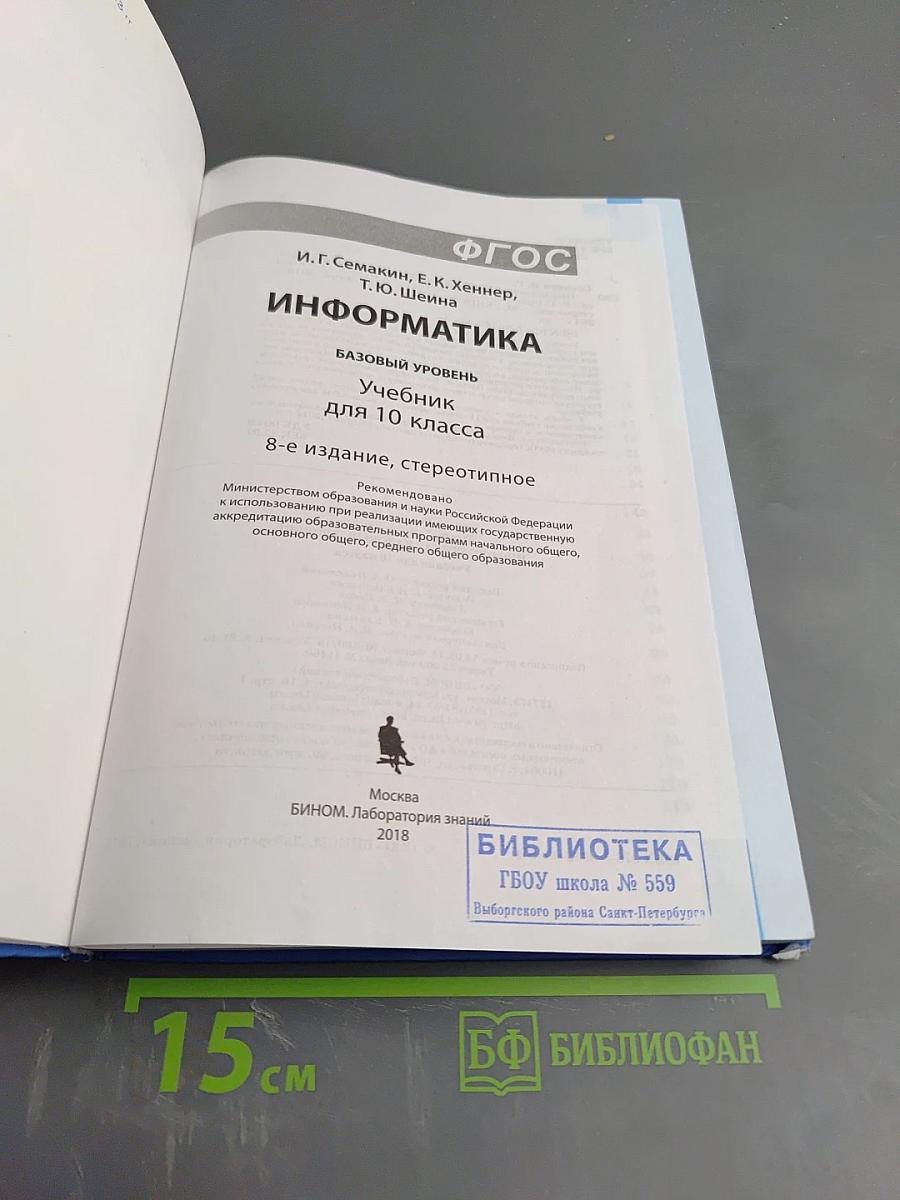 ФГОС
И. Г. Семакин, Е. К. Хеннер,
Т. Ю. Шеина
ИНФОРМАТИКА
БАЗОВЫЙ УРОВЕНЬ
Учебник
для 10 класса
8-е издание, стереотипное
Рекомендовано
Министерством образования и науки Российской Федерации
к использованию при реализации имеющих государственную
аккредитацию образовательных программ начального общего,
основного общего, среднего общего образования
Москва
БИНОМ. Лаборатория знаний
2018
БИБЛИОТЕКА
ГБОУ школа № 559
Выборгского района Санкт-Петербурга
15 см
БФ БИБЛИОФАН